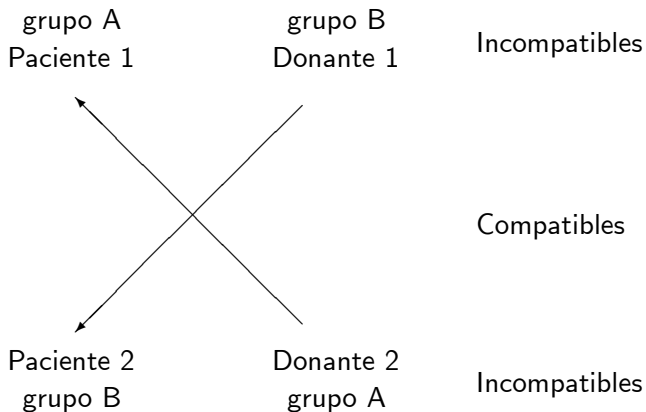 grupo A
Paciente 1
grupo B
Donante 1
Incompatibles
Compatibles
Paciente 2
grupo B
Donante 2
grupo A
Incompatibles